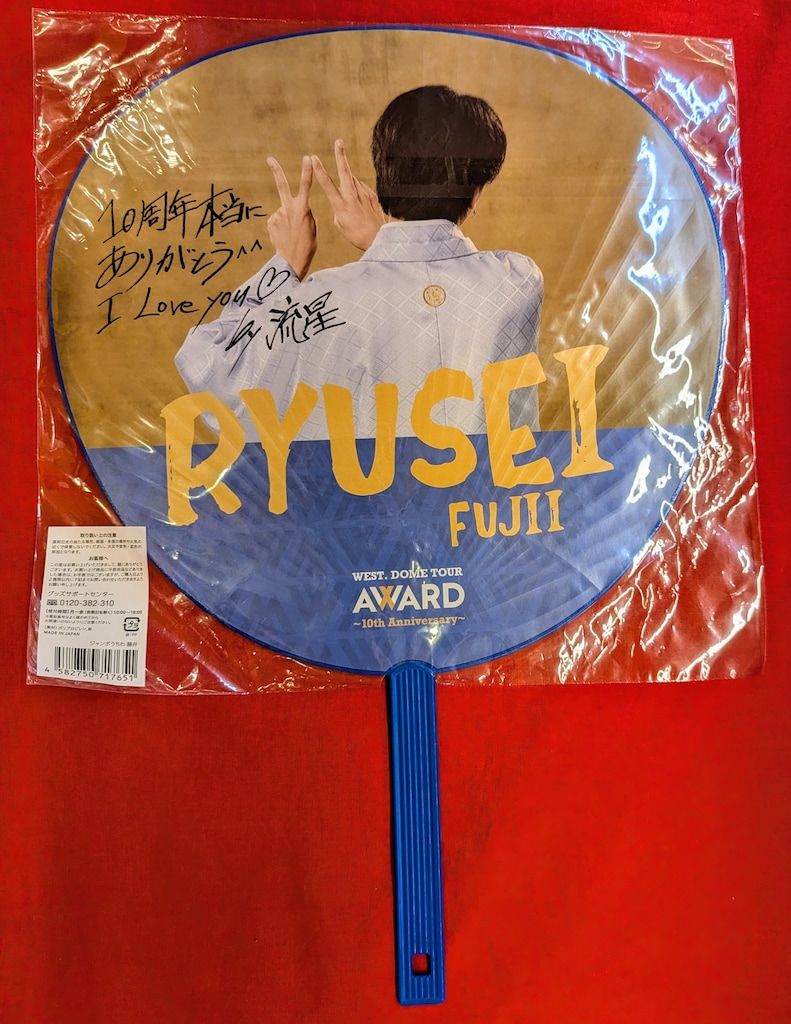 10周年本当に
ありがとう^^
I Love you♡
流星
RYUSEI
FUJII
WEST. DOME TOUR
AWARD
~10th Anniversary~
取り扱い上の注意
お客様へ
グッズサポートセンター
0120-382-310
MADE IN JAPAN
ジャンボうちわ 藤井
4 582750 717651